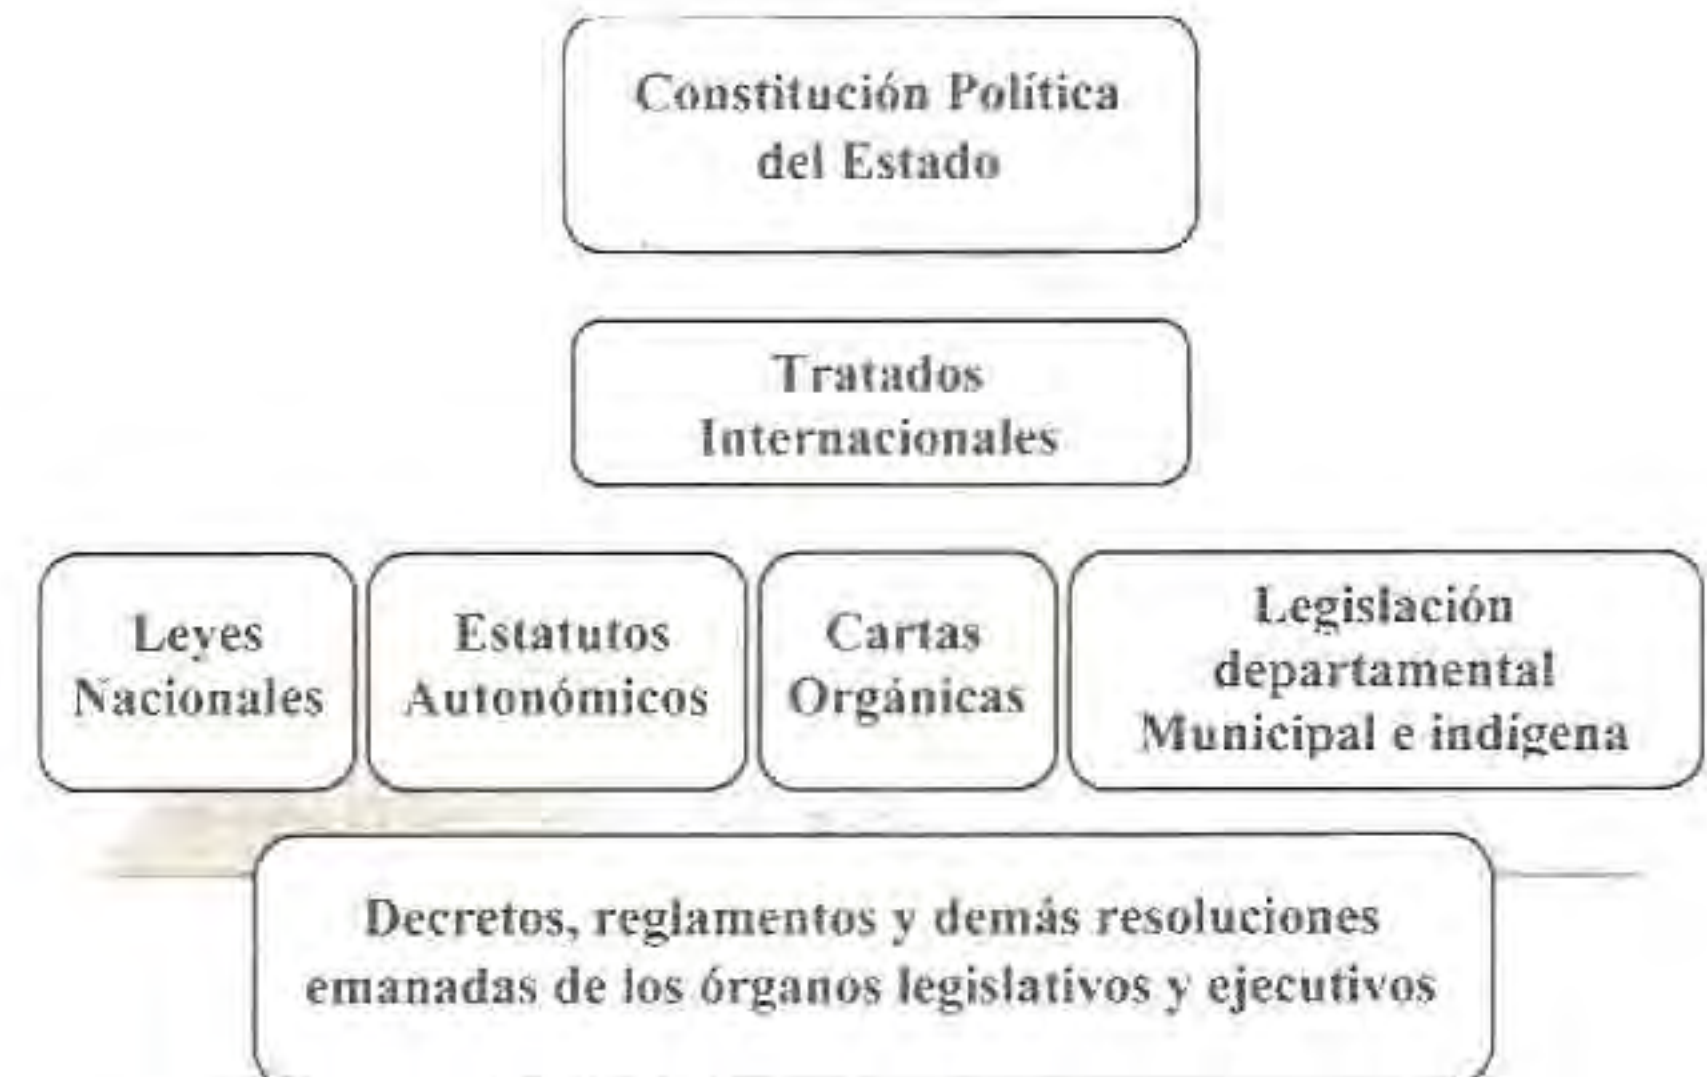 Constitución Política
del Estado
Tratados
Internacionales
Leyes
Nacionales
Estatutos
Autonómicos
Cartas
Orgánicas
Legislación
departamental
Municipal e indígena
Decretos, reglamentos y demás resoluciones
emanadas de los órganos legislativos y ejecutivos